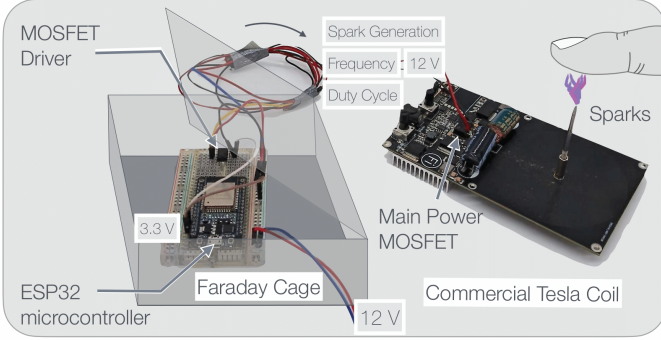 MOSFET
Driver
Spark Generation
Frequency
12 V
Duty Cycle
Sparks
3.3 V
Main Power
MOSFET
ESP32
microcontroller
Faraday Cage
12 V
Commercial Tesla Coil